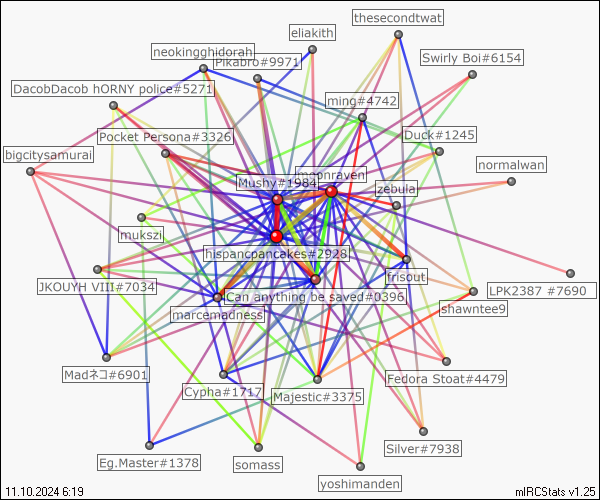 thesecondtwat
eliakith
neokingghidorah
Pikabro#9971
Swirly Boi#6154
DacobDacob hORNY police#5271
ming#4742
Pocket Persona#3326
Duck#1245
bigcitysamurai
moonraven
normalwan
Mushy#1984
zebula
mukszi
hispancpancakes#2928
frisout
JKOUYH VIII#7034
LPK2387 #7690
Can anything be saved#0396
shawntee9
marcemadness
Madネコ#6901
Fedora Stoat#4479
Cypha#1717
Majestic#3375
Silver#7938
Eg.Master#1378
somass
yoshimanden
11.10.2024 6:19
mIRCStats v1.25